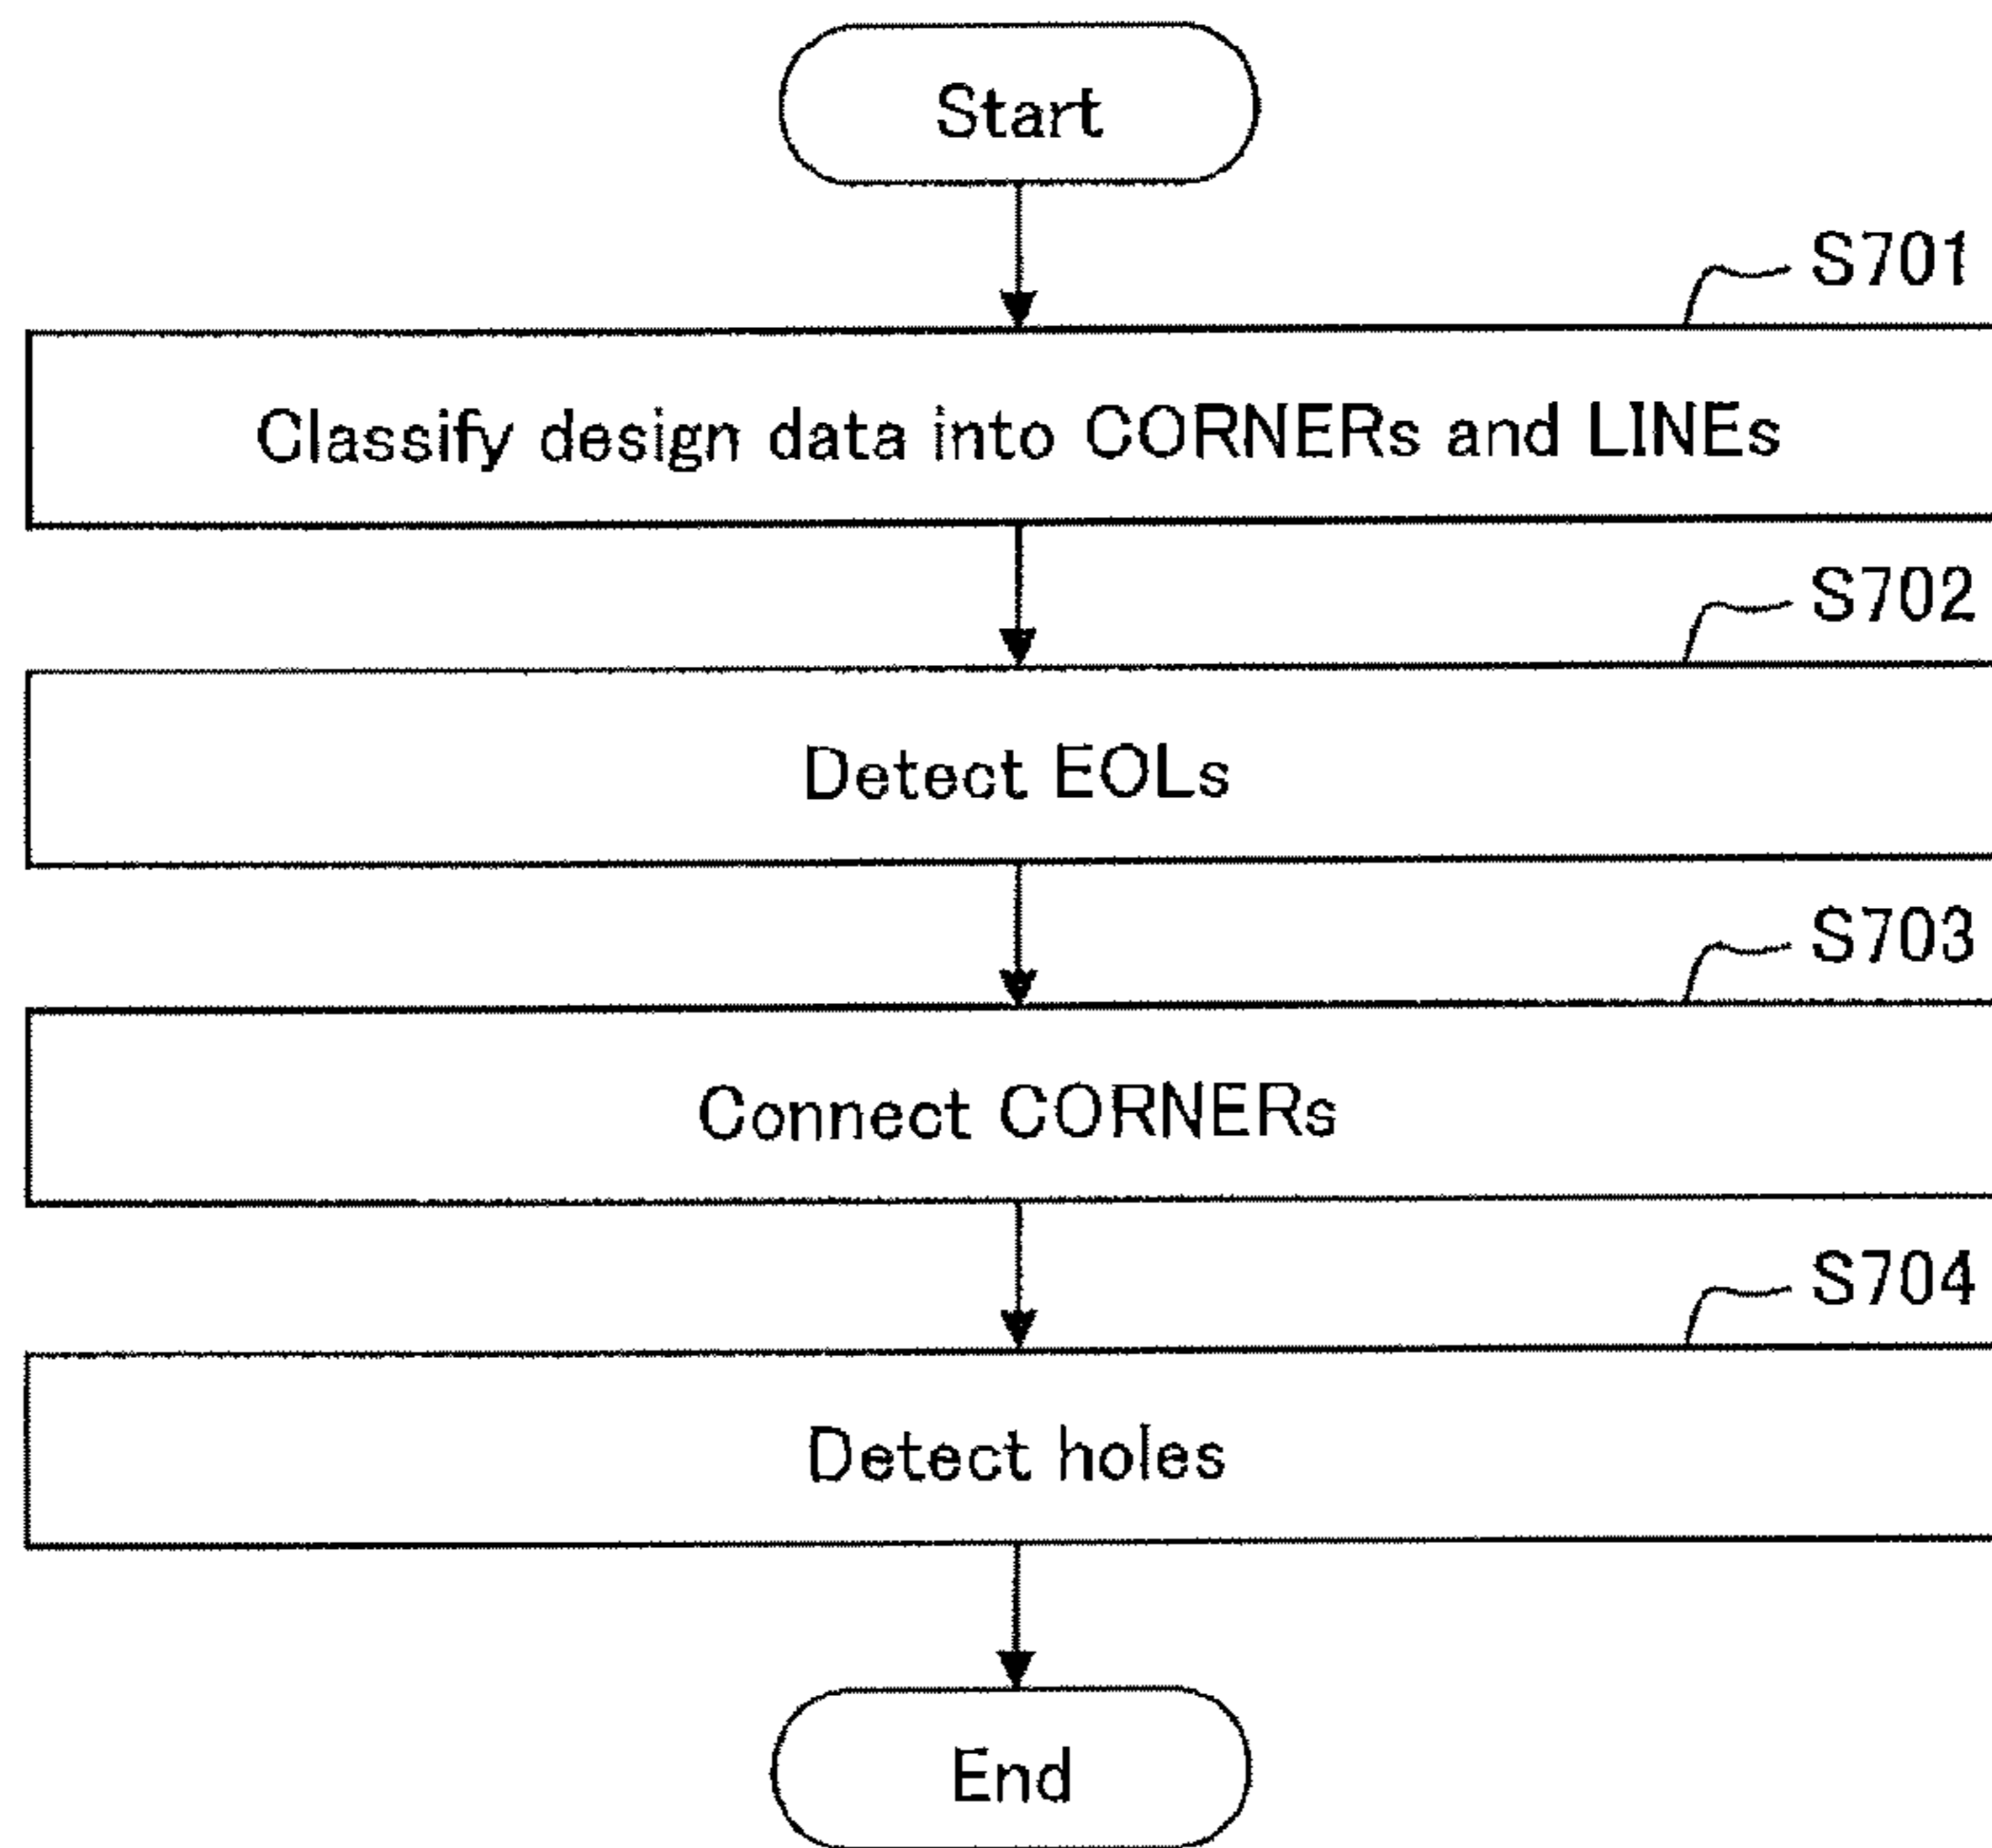 Start
S701
Classify design data into CORNERs and LINEs
S702
Detect EOLs
S703
Connect CORNERs
S704
Detect holes
End